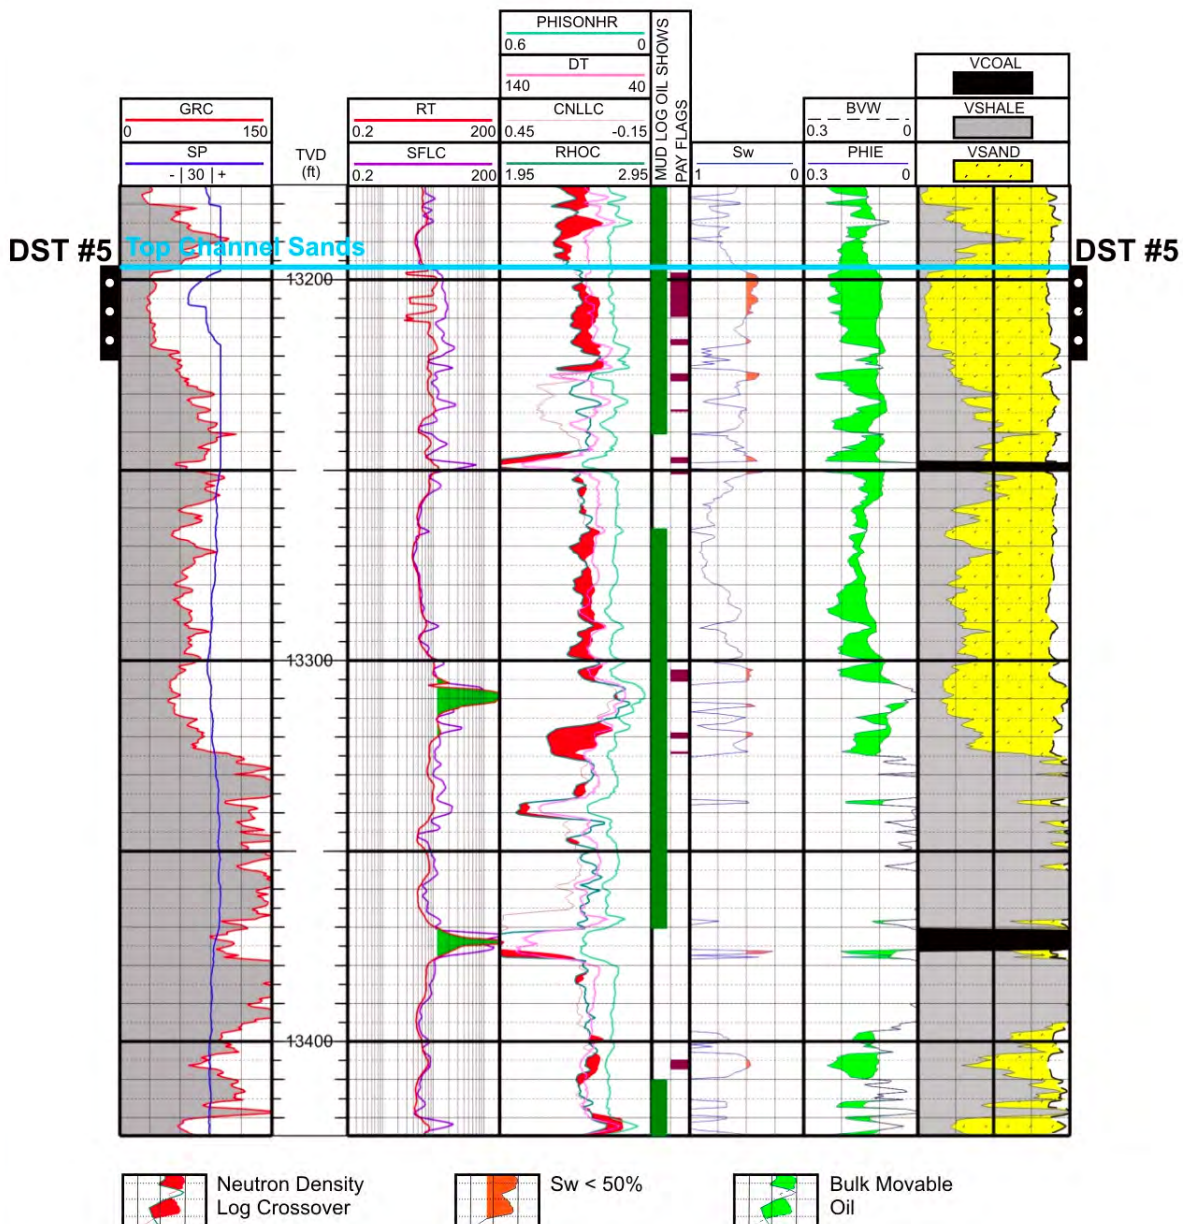 PHISONHR
0.6 0
DT
140 40
VCOAL
GRC
0 150
RT
0.2 200
CNLLC
0.45 -0.15
MUD LOG OIL SHOWS
PAY FLAGS
BVW
0.3 0
VSHALE
SP
- | 30 | +
TVD
(ft)
SFLC
0.2 200
RHOC
1.95 2.95
Sw
1 0
PHIE
0.3 0
VSAND
DST #5
Top Channel Sands
DST #5
13200
13300
13400
Neutron Density
Log Crossover
Sw < 50%
Bulk Movable
Oil